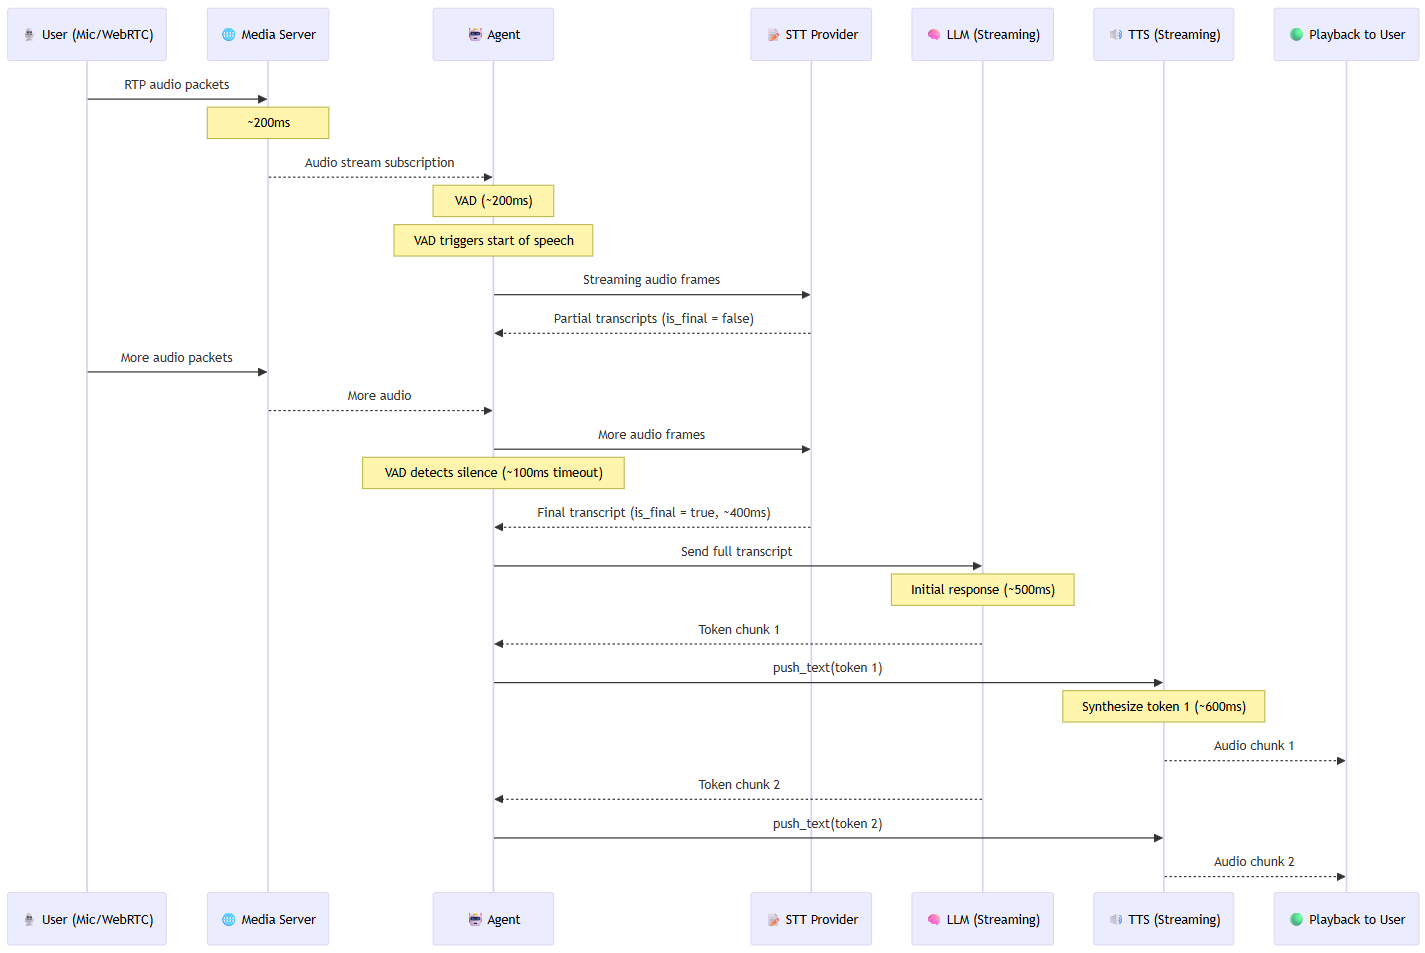 User (Mic/WebRTC)
Media Server
Agent
STT Provider
LLM (Streaming)
TTS (Streaming)
Playback to User
RTP audio packets
~200ms
Audio stream subscription
VAD (~200ms)
VAD triggers start of speech
Streaming audio frames
Partial transcripts (is_final = false)
More audio packets
More audio
More audio frames
VAD detects silence (~100ms timeout)
Final transcript (is_final = true, ~400ms)
Send full transcript
Initial response (~500ms)
Token chunk 1
push_text(token 1)
Synthesize token 1 (~600ms)
Audio chunk 1
Token chunk 2
push_text(token 2)
Audio chunk 2
User (Mic/WebRTC)
Media Server
Agent
STT Provider
LLM (Streaming)
TTS (Streaming)
Playback to User